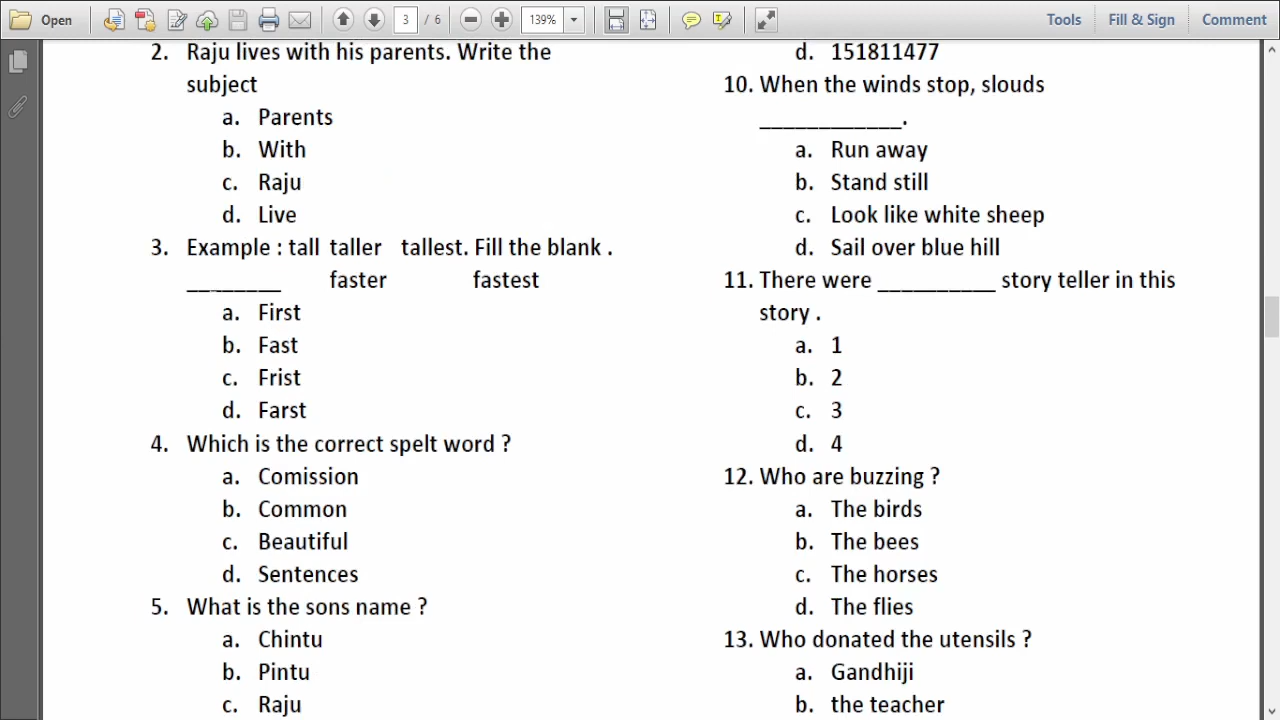 Open
3 / 6
139%
Tools
Fill & Sign
Comment
2. Raju lives with his parents. Write the
subject
a. Parents
b. With
c. Raju
d. Live
3. Example : tall taller tallest. Fill the blank .
________ faster fastest
a. First
b. Fast
c. Frist
d. Farst
4. Which is the correct spelt word ?
a. Comission
b. Common
c. Beautiful
d. Sentences
5. What is the sons name ?
a. Chintu
b. Pintu
c. Raju
d. 151811477
10. When the winds stop, slouds
____________.
a. Run away
b. Stand still
c. Look like white sheep
d. Sail over blue hill
11. There were __________ story teller in this
story .
a. 1
b. 2
c. 3
d. 4
12. Who are buzzing ?
a. The birds
b. The bees
c. The horses
d. The flies
13. Who donated the utensils ?
a. Gandhiji
b. the teacher